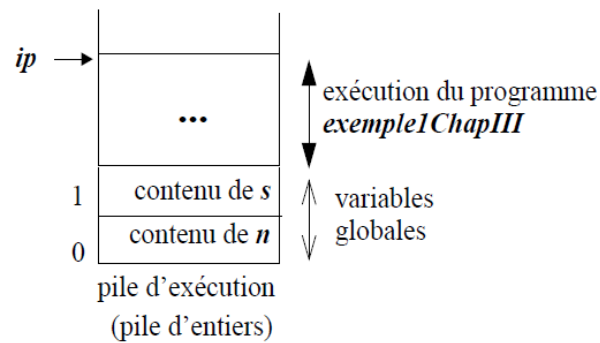 ip
...
exécution du programme
exemple1ChapIII
1
contenu de s
variables
globales
0
contenu de n
pile d'exécution
(pile d'entiers)